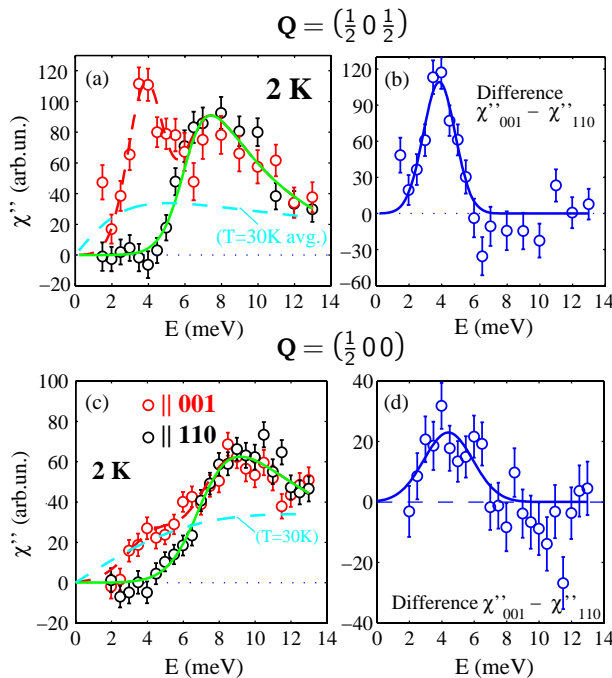 Q = (1/2 0 1/2)
(a)
2 K
(T=30K avg.)
χ'' (arb.un.)
120
100
80
60
40
20
0
−20
0 2 4 6 8 10 12 14
E (meV)
(b)
Difference
χ''001 − χ''110
120
90
60
30
0
−30
−60
0 2 4 6 8 10 12 14
E (meV)
Q = (1/2 0 0)
(c)
|| 001
|| 110
2 K
(T=30K)
χ'' (arb.un.)
100
80
60
40
20
0
−20
0 2 4 6 8 10 12 14
E (meV)
(d)
Difference χ''001 − χ''110
40
20
0
−20
−40
0 2 4 6 8 10 12 14
E (meV)